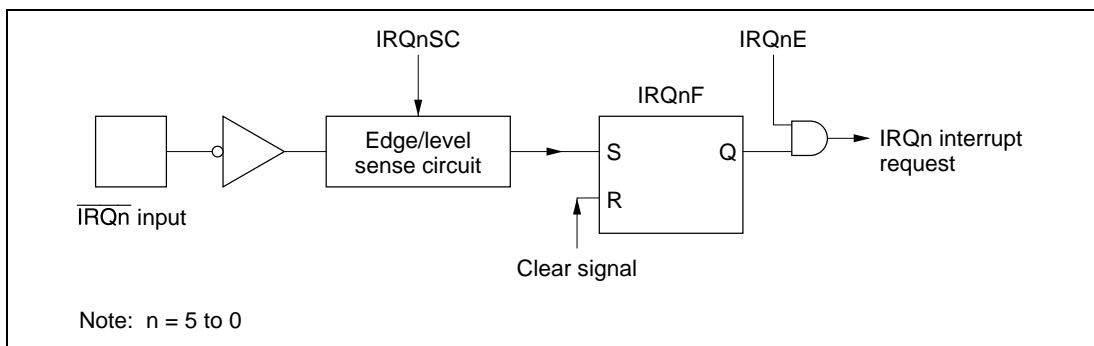 IRQnSC
IRQnE
IRQnF
Edge/level
sense circuit
S
Q
R
IRQn interrupt
request
IRQn input
Clear signal
Note: n = 5 to 0